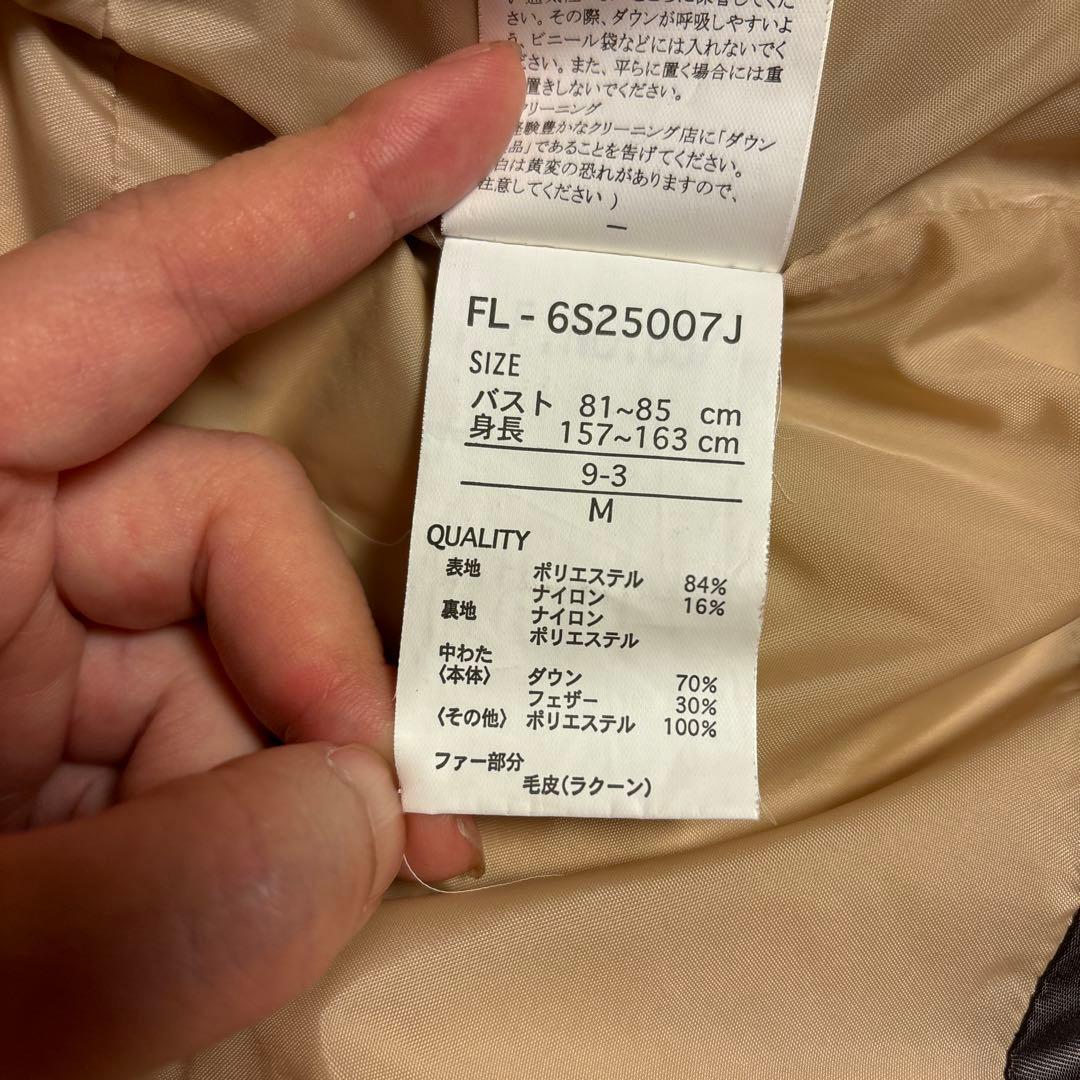 さい。その際、ダウンが呼吸しやすいよ
う、ビニール袋などには入れないでく
ださい。また、平らに置く場合には重
置きしないでください。
クリーニング
経験豊かなクリーニング店に「ダウン
製品」であることを告げてください。
白は黄変の恐れがありますので、
注意してください)
FL - 6S25007J
SIZE
バスト 81~85 cm
身長 157~163 cm
9-3
M
QUALITY
表地 ポリエステル 84%
ナイロン 16%
裏地 ナイロン
ポリエステル
中わた
〈本体〉 ダウン 70%
フェザー 30%
〈その他〉 ポリエステル 100%
ファー部分
毛皮(ラクーン)